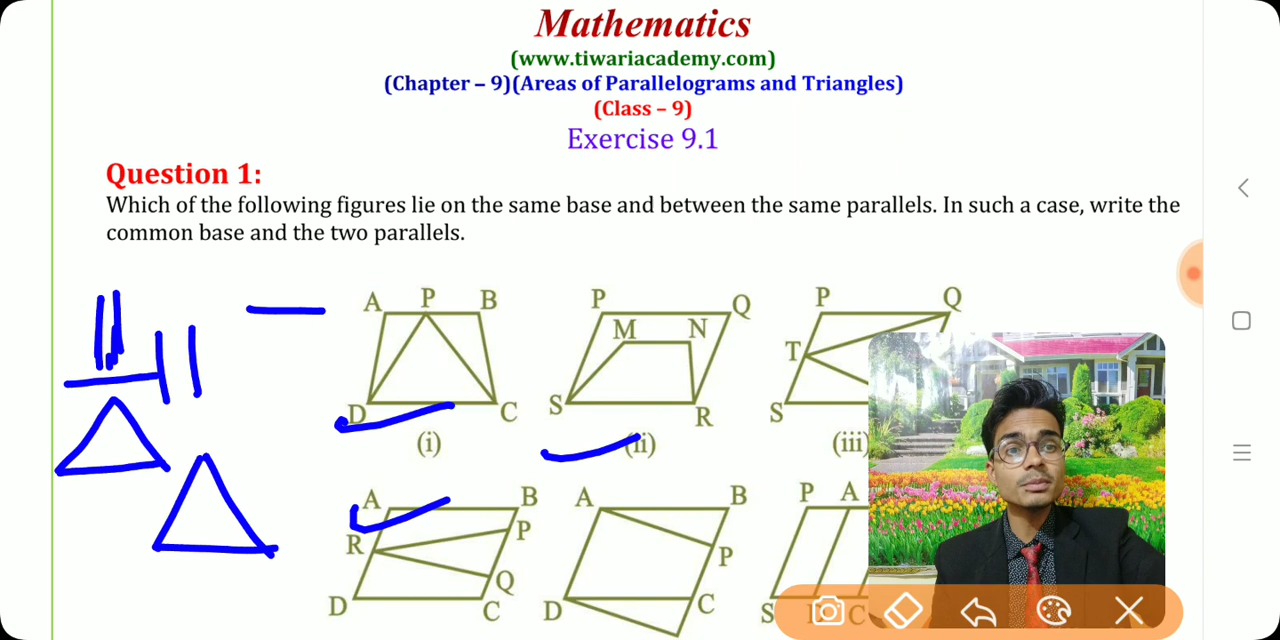 Mathematics
(www.tiwariacademy.com)
(Chapter – 9)(Areas of Parallelograms and Triangles)
(Class – 9)
Exercise 9.1
Question 1:
Which of the following figures lie on the same base and between the same parallels. In such a case, write the
common base and the two parallels.
A P B
D C
(i)
P Q
M N
S R
(ii)
P Q
T
S
(iii)
A B
R P
Q
D C
A B
P
D C
P A
S C